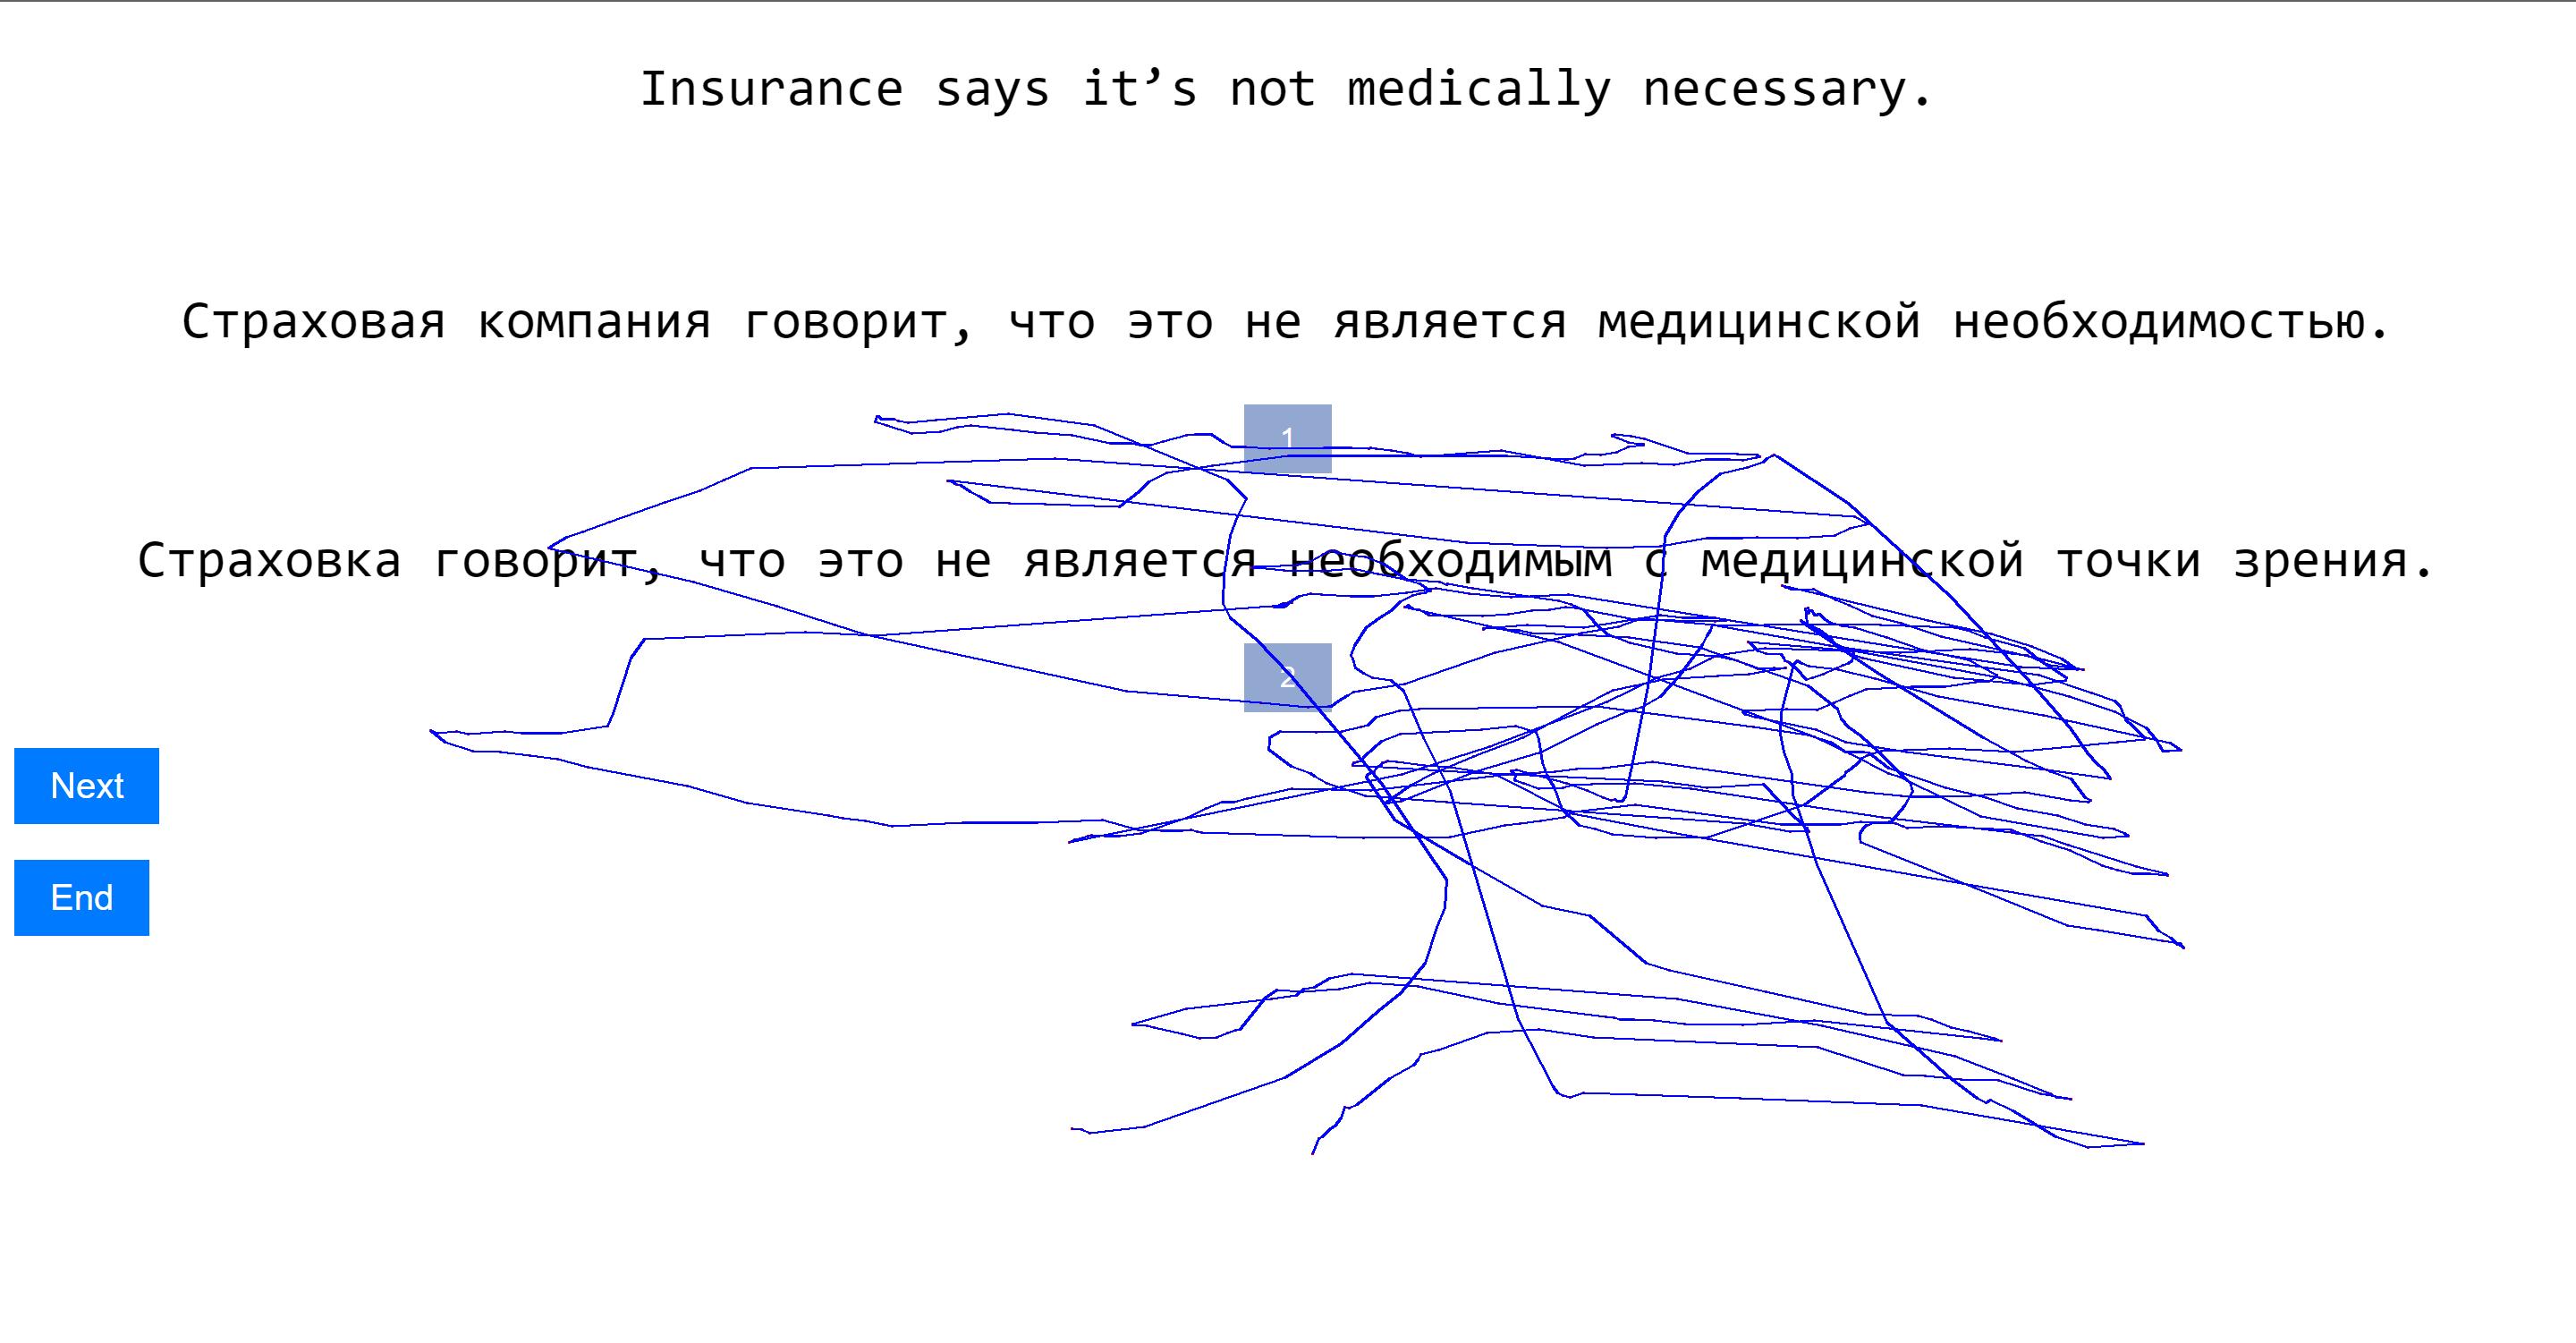 Insurance says it’s not medically necessary.
Страховая компания говорит, что это не является медицинской необходимостью.
1
Страховка говорит, что это не является необходимым с медицинской точки зрения.
2
Next
End